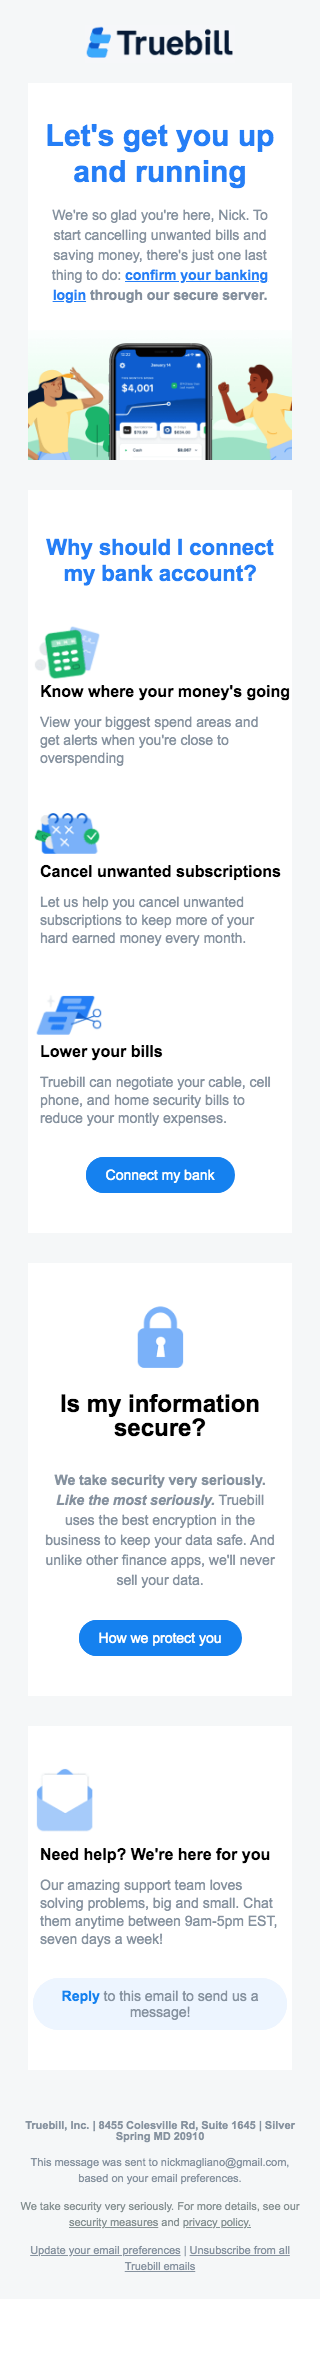 Truebill
Let's get you up
and running
We're so glad you're here, Nick. To
start cancelling unwanted bills and
saving money, there's just one last
thing to do: confirm your banking
login through our secure server.
January 14
$4,001
Cash
Why should I connect
my bank account?
Know where your money's going
View your biggest spend areas and
get alerts when you're close to
overspending
Cancel unwanted subscriptions
Let us help you cancel unwanted
subscriptions to keep more of your
hard earned money every month.
Lower your bills
Truebill can negotiate your cable, cell
phone, and home security bills to
reduce your montly expenses.
Connect my bank
Is my information
secure?
We take security very seriously.
Like the most seriously. Truebill
uses the best encryption in the
business to keep your data safe. And
unlike other finance apps, we'll never
sell your data.
How we protect you
Need help? We're here for you
Our amazing support team loves
solving problems, big and small. Chat
them anytime between 9am-5pm EST,
seven days a week!
Reply to this email to send us a
message!
Truebill, Inc. | 8455 Colesville Rd, Suite 1645 | Silver
Spring MD 20910
This message was sent to nickmagliano@gmail.com,
based on your email preferences.
We take security very seriously. For more details, see our
security measures and privacy policy.
Update your email preferences | Unsubscribe from all
Truebill emails